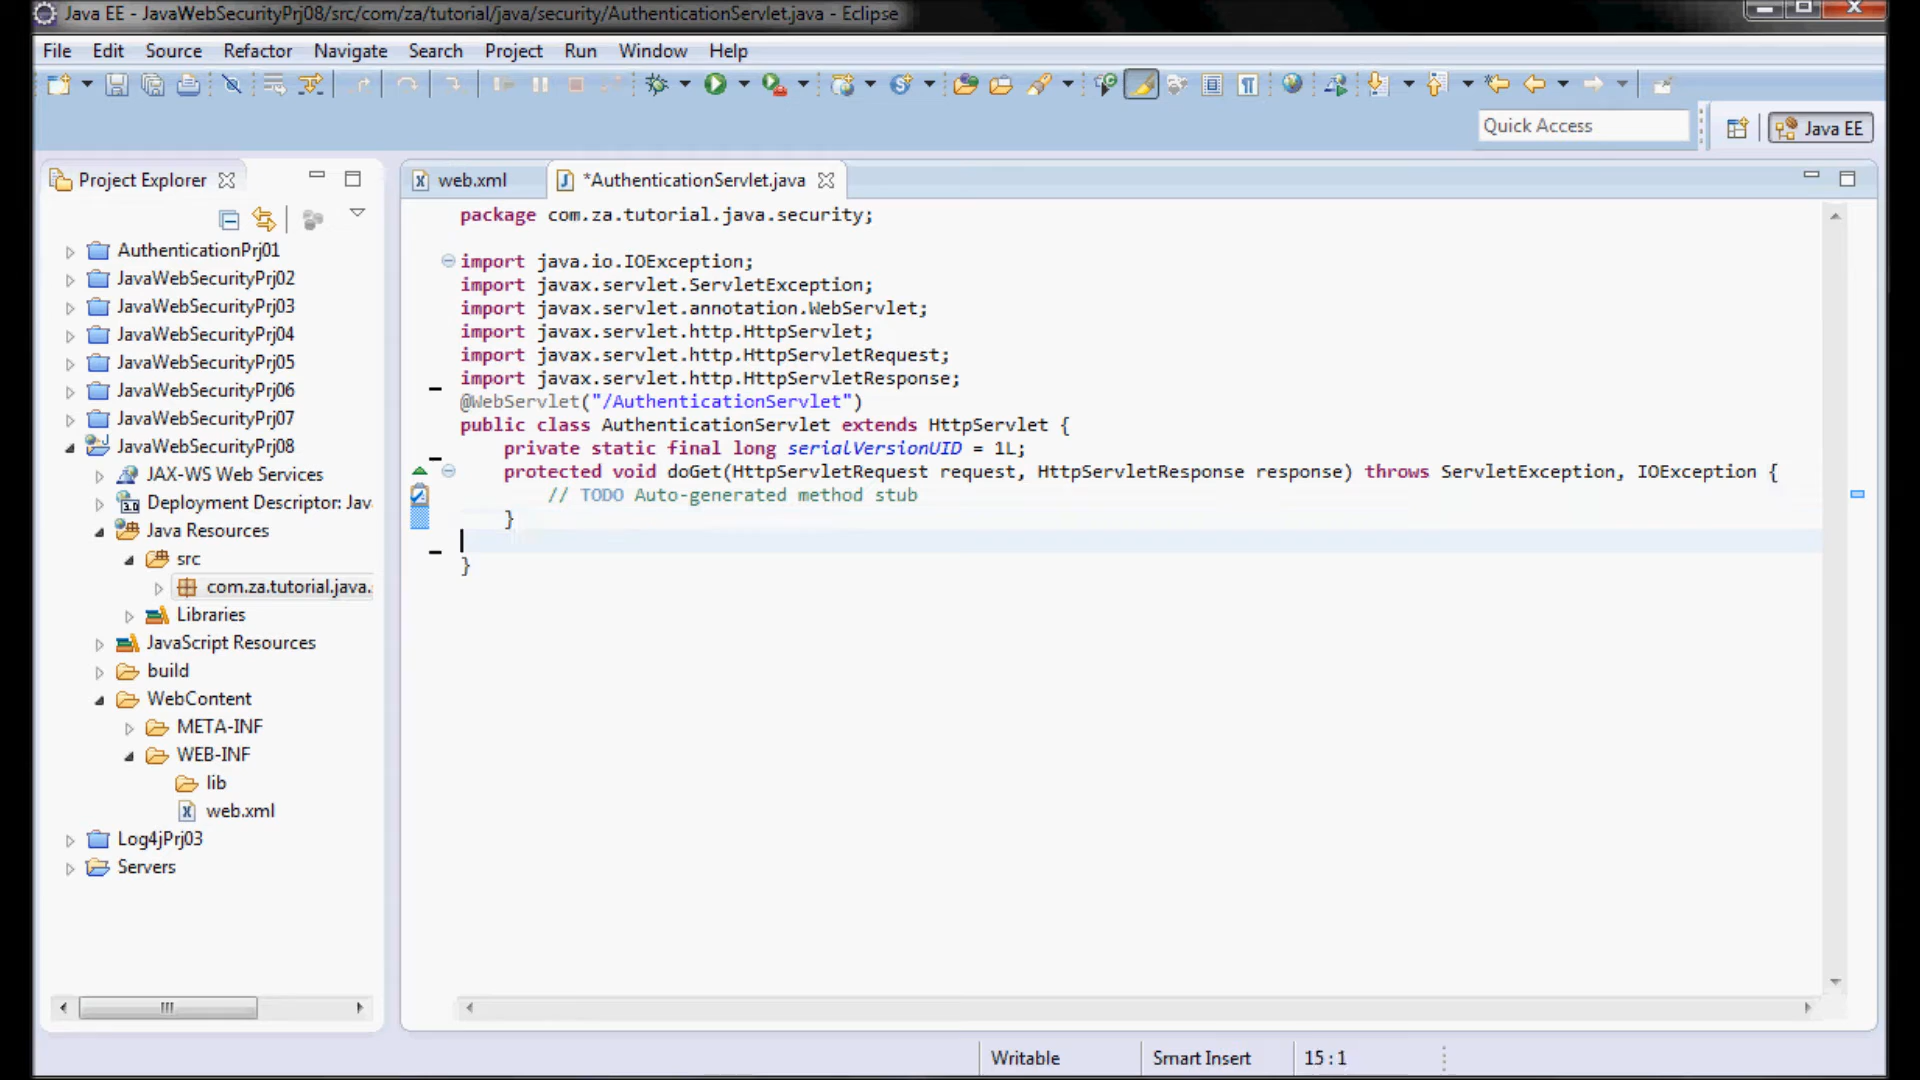 Java EE - JavaWebSecurityPrj08/src/com/za/tutorial/java/security/AuthenticationServlet.java - Eclipse
File Edit Source Refactor Navigate Search Project Run Window Help
Quick Access
Java EE
Project Explorer
AuthenticationPrj01
JavaWebSecurityPrj02
JavaWebSecurityPrj03
JavaWebSecurityPrj04
JavaWebSecurityPrj05
JavaWebSecurityPrj06
JavaWebSecurityPrj07
JavaWebSecurityPrj08
JAX-WS Web Services
Deployment Descriptor: Jav
Java Resources
src
com.za.tutorial.java.
Libraries
JavaScript Resources
build
WebContent
META-INF
WEB-INF
lib
web.xml
Log4jPrj03
Servers
web.xml
*AuthenticationServlet.java
package com.za.tutorial.java.security;
import java.io.IOException;
import javax.servlet.ServletException;
import javax.servlet.annotation.WebServlet;
import javax.servlet.http.HttpServlet;
import javax.servlet.http.HttpServletRequest;
import javax.servlet.http.HttpServletResponse;
@WebServlet("/AuthenticationServlet")
public class AuthenticationServlet extends HttpServlet {
private static final long serialVersionUID = 1L;
protected void doGet(HttpServletRequest request, HttpServletResponse response) throws ServletException, IOException {
// TODO Auto-generated method stub
}
}
Writable
Smart Insert
15 : 1